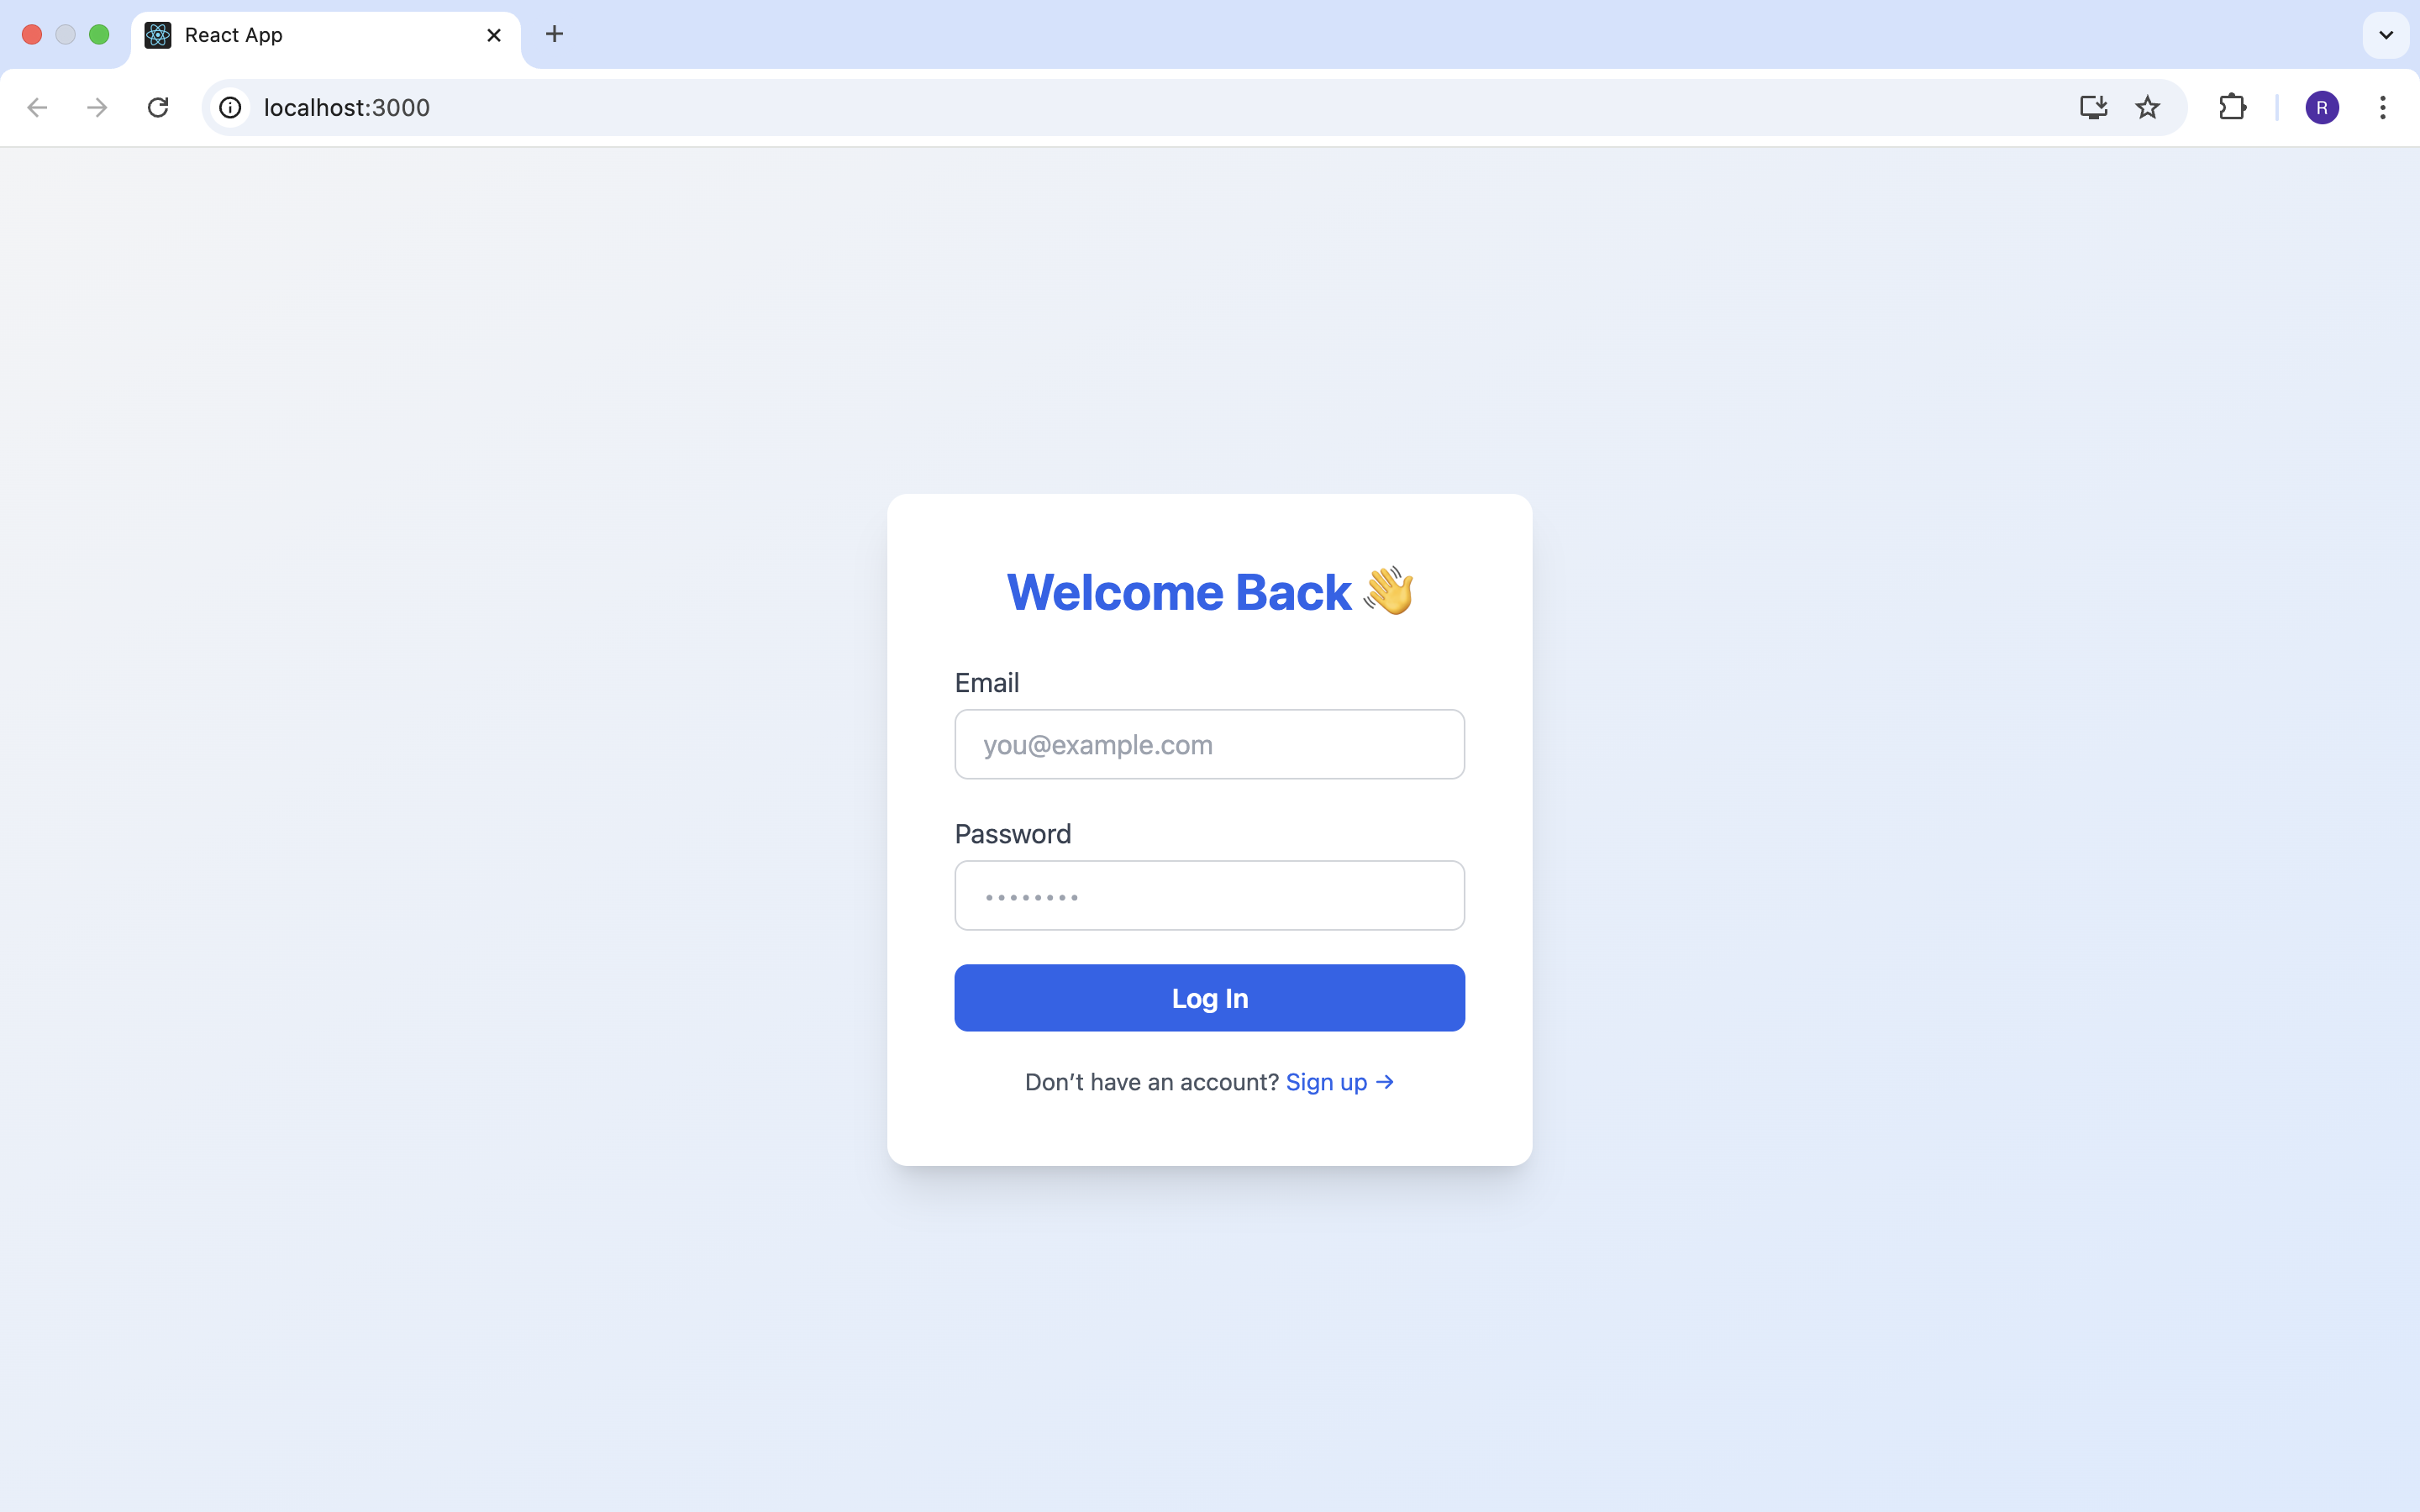 React App
localhost:3000
R
Welcome Back 👋
Email
you@example.com
Password
••••••••
Log In
Don’t have an account? Sign up →